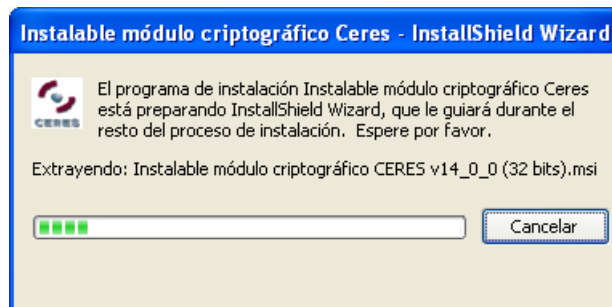 Instalable módulo criptográfico Ceres - InstallShield Wizard
El programa de instalación Instalable módulo criptográfico Ceres
está preparando InstallShield Wizard, que le guiará durante el
resto del proceso de instalación. Espere por favor.
CERES
Extrayendo: Instalable módulo criptográfico CERES v14_0_0 (32 bits).msi
Cancelar